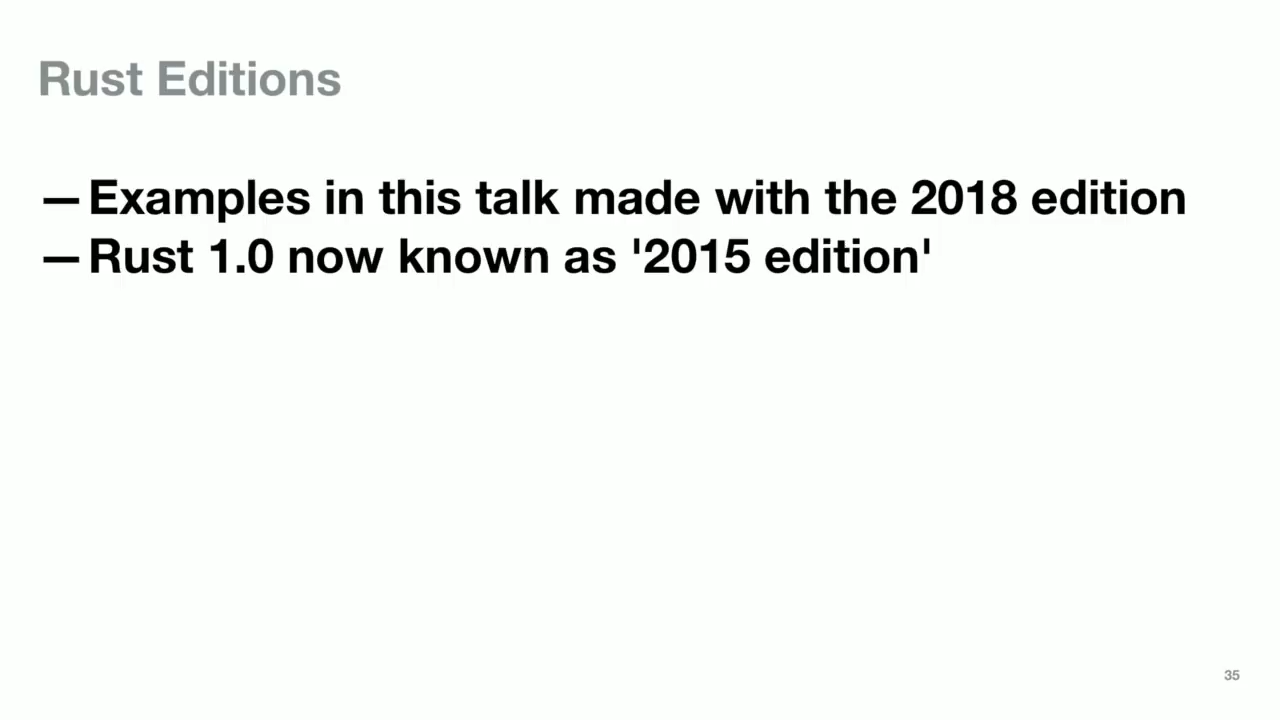 Rust Editions
—Examples in this talk made with the 2018 edition
—Rust 1.0 now known as '2015 edition'
35